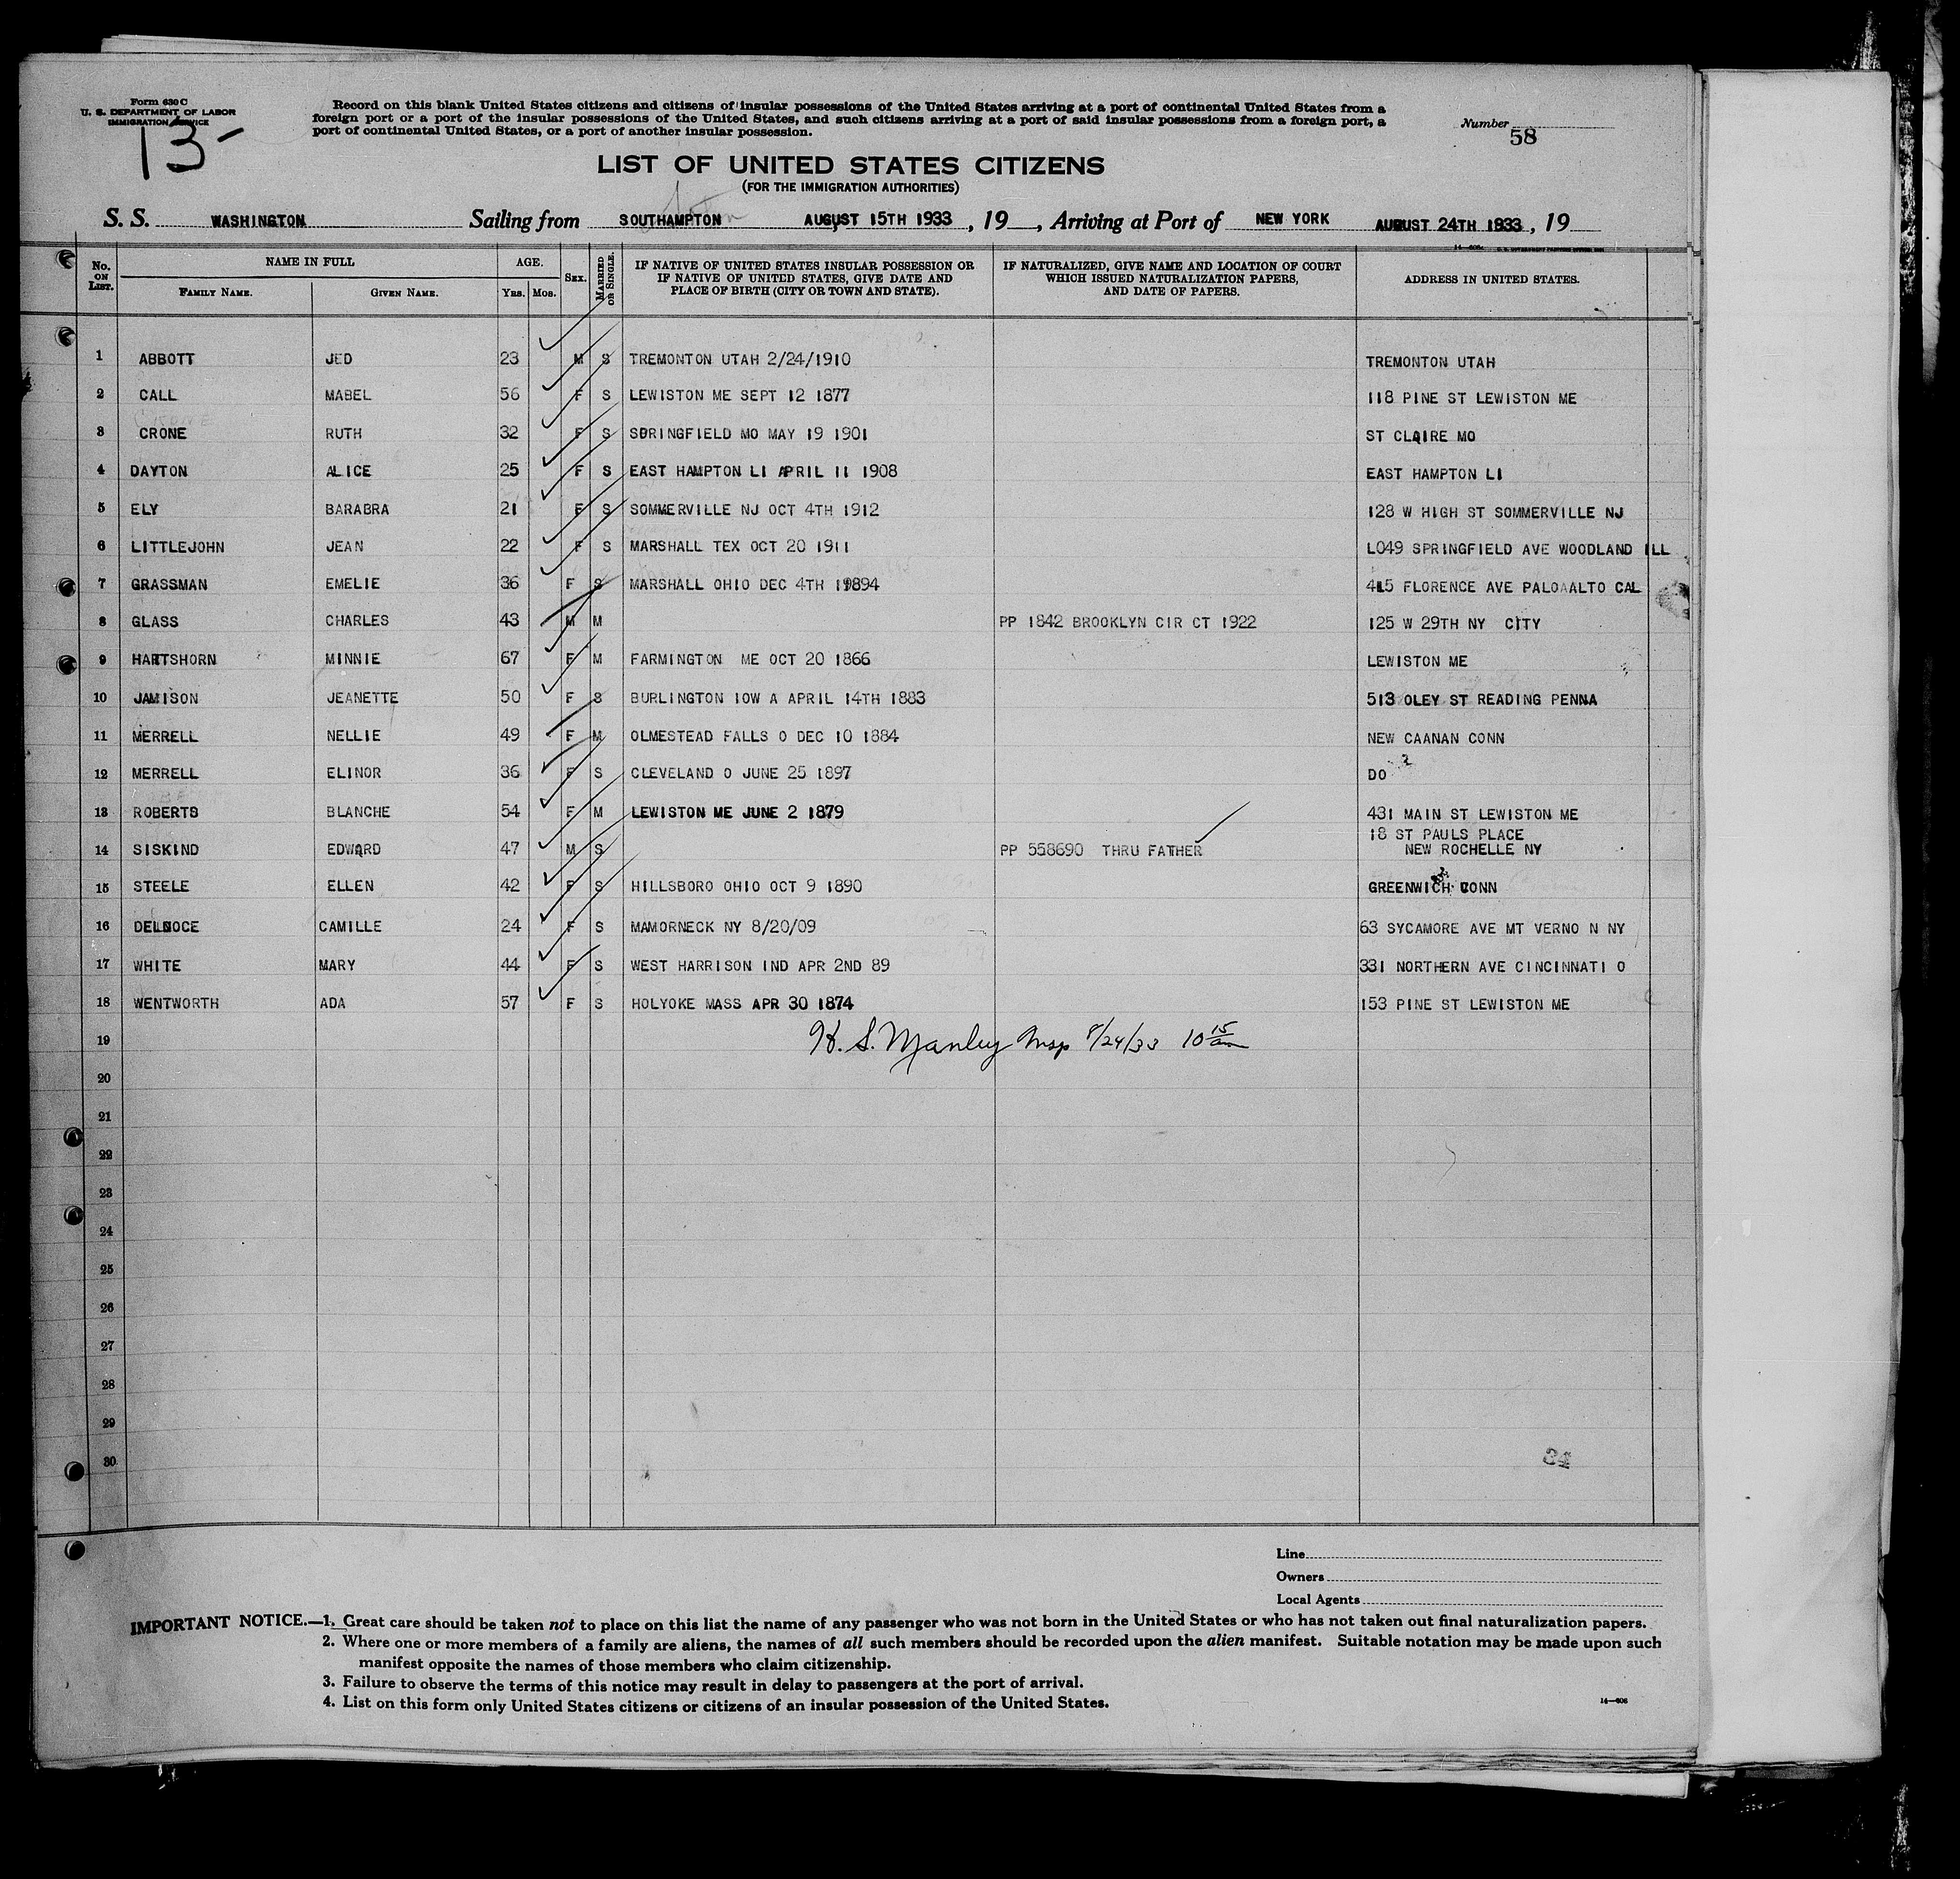 Form 630 C
U. S. DEPARTMENT OF LABOR
IMMIGRATION SERVICE
13-
Record on this blank United States citizens and citizens of insular possessions of the United States arriving at a port of continental United States from a
foreign port or a port of the insular possessions of the United States, and such citizens arriving at a port of said insular possessions from a foreign port, a
port of continental United States, or a port of another insular possession.
Number 58
LIST OF UNITED STATES CITIZENS
(FOR THE IMMIGRATION AUTHORITIES)
S. S. WASHINGTON Sailing from SOUTHAMPTON AUGUST 15TH 1933, 19__, Arriving at Port of NEW YORK AUGUST 24TH 1933, 19__
No. ON LIST. NAME IN FULL FAMILY NAME. GIVEN NAME. AGE. Yrs. Mos. SEX. MARRIED OR SINGLE. IF NATIVE OF UNITED STATES INSULAR POSSESSION OR IF NATIVE OF UNITED STATES, GIVE DATE AND PLACE OF BIRTH (CITY OR TOWN AND STATE). IF NATURALIZED, GIVE NAME AND LOCATION OF COURT WHICH ISSUED NATURALIZATION PAPERS, AND DATE OF PAPERS. ADDRESS IN UNITED STATES.
1 ABBOTT JED 23 M S TREMONTON UTAH 2/24/1910 TREMONTON UTAH
2 CALL MABEL 56 F S LEWISTON ME SEPT 12 1877 118 PINE ST LEWISTON ME
3 CRONE RUTH 32 F S SPRINGFIELD MO MAY 19 1901 ST CLAIRE MO
4 DAYTON ALICE 25 F S EAST HAMPTON LI APRIL 11 1908 EAST HAMPTON LI
5 ELY BARABRA 21 F S SOMMERVILLE NJ OCT 4TH 1912 128 W HIGH ST SOMMERVILLE NJ
6 LITTLEJOHN JEAN 22 F S MARSHALL TEX OCT 20 1911 L049 SPRINGFIELD AVE WOODLAND ILL
7 GRASSMAN EMELIE 36 F S MARSHALL OHIO DEC 4TH 1894 415 FLORENCE AVE PALOAALTO CAL
8 GLASS CHARLES 43 M M PP 1842 BROOKLYN CIR CT 1922 125 W 29TH NY CITY
9 HARTSHORN MINNIE 67 F M FARMINGTON ME OCT 20 1866 LEWISTON ME
10 JAMISON JEANETTE 50 F S BURLINGTON IOW A APRIL 14TH 1883 513 OLEY ST READING PENNA
11 MERRELL NELLIE 49 F M OLMESTEAD FALLS O DEC 10 1884 NEW CAANAN CONN
12 MERRELL ELINOR 36 F S CLEVELAND O JUNE 25 1897 DO
13 ROBERTS BLANCHE 54 F M LEWISTON ME JUNE 2 1879 431 MAIN ST LEWISTON ME
14 SISKIND EDWARD 47 M S PP 558690 THRU FATHER 18 ST PAULS PLACE
NEW ROCHELLE NY
15 STEELE ELLEN 42 F S HILLSBORO OHIO OCT 9 1890 GREENWICH CONN
16 DELNOCE CAMILLE 24 F S MAMORNECK NY 8/20/09 63 SYCAMORE AVE MT VERNO N NY
17 WHITE MARY 44 F S WEST HARRISON IND APR 2ND 89 331 NORTHERN AVE CINCINNATI O
18 WENTWORTH ADA 57 F S HOLYOKE MASS APR 30 1874 153 PINE ST LEWISTON ME
19 H. S. Manley Insp 8/24/33 10 15 am
20
21
22
23
24
25
26
27
28
29
30
34
Line
Owners
Local Agents
IMPORTANT NOTICE.—1. Great care should be taken not to place on this list the name of any passenger who was not born in the United States or who has not taken out final naturalization papers.
2. Where one or more members of a family are aliens, the names of all such members should be recorded upon the alien manifest. Suitable notation may be made upon such
manifest opposite the names of those members who claim citizenship.
3. Failure to observe the terms of this notice may result in delay to passengers at the port of arrival.
4. List on this form only United States citizens or citizens of an insular possession of the United States.
14—606